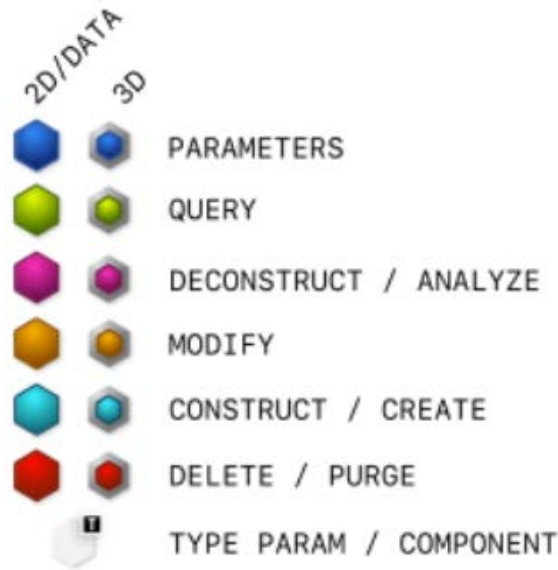 2D/DATA
3D
PARAMETERS
QUERY
DECONSTRUCT / ANALYZE
MODIFY
CONSTRUCT / CREATE
DELETE / PURGE
T
TYPE PARAM / COMPONENT